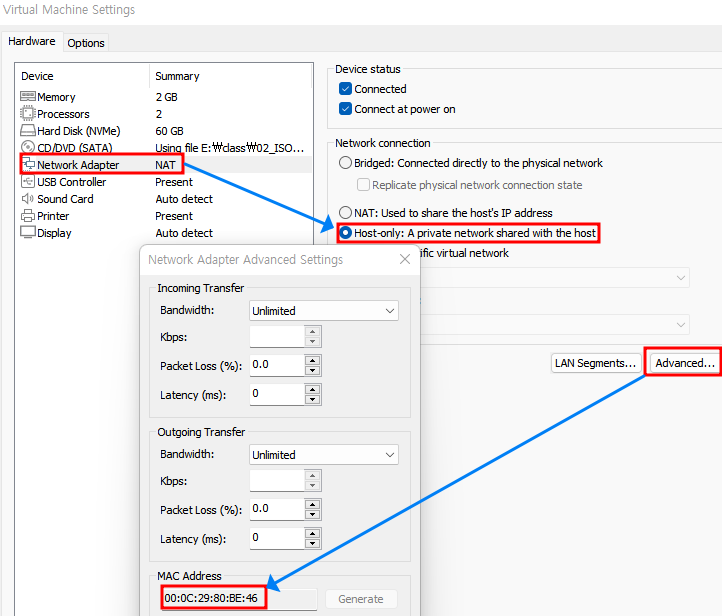 Virtual Machine Settings
Hardware
Options
Device Summary
Memory 2 GB
Processors 2
Hard Disk (NVMe) 60 GB
CD/DVD (SATA) Using file E:₩class₩02_ISO...
Network Adapter NAT
USB Controller Present
Sound Card Auto detect
Printer Present
Display Auto detect
Device status
Connected
Connect at power on
Network connection
Bridged: Connected directly to the physical network
Replicate physical network connection state
NAT: Used to share the host's IP address
Host-only: A private network shared with the host
ific virtual network
LAN Segments...
Advanced...
Network Adapter Advanced Settings
Incoming Transfer
Bandwidth: Unlimited
Kbps:
Packet Loss (%): 0.0
Latency (ms): 0
Outgoing Transfer
Bandwidth: Unlimited
Kbps:
Packet Loss (%): 0.0
Latency (ms): 0
MAC Address
00:0C:29:80:BE:46
Generate